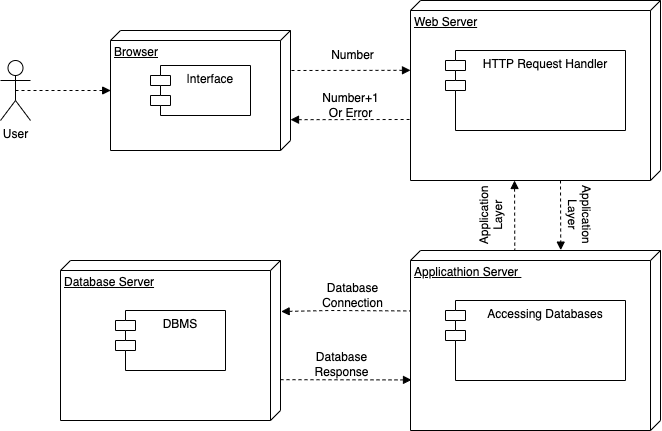 Web Server
Browser
HTTP Request Handler
Number
Interface
Number+1
Or Error
User
Application
Layer
Application
Layer
Database Server
Applicathion Server
Database
Connection
DBMS
Accessing Databases
Database
Response